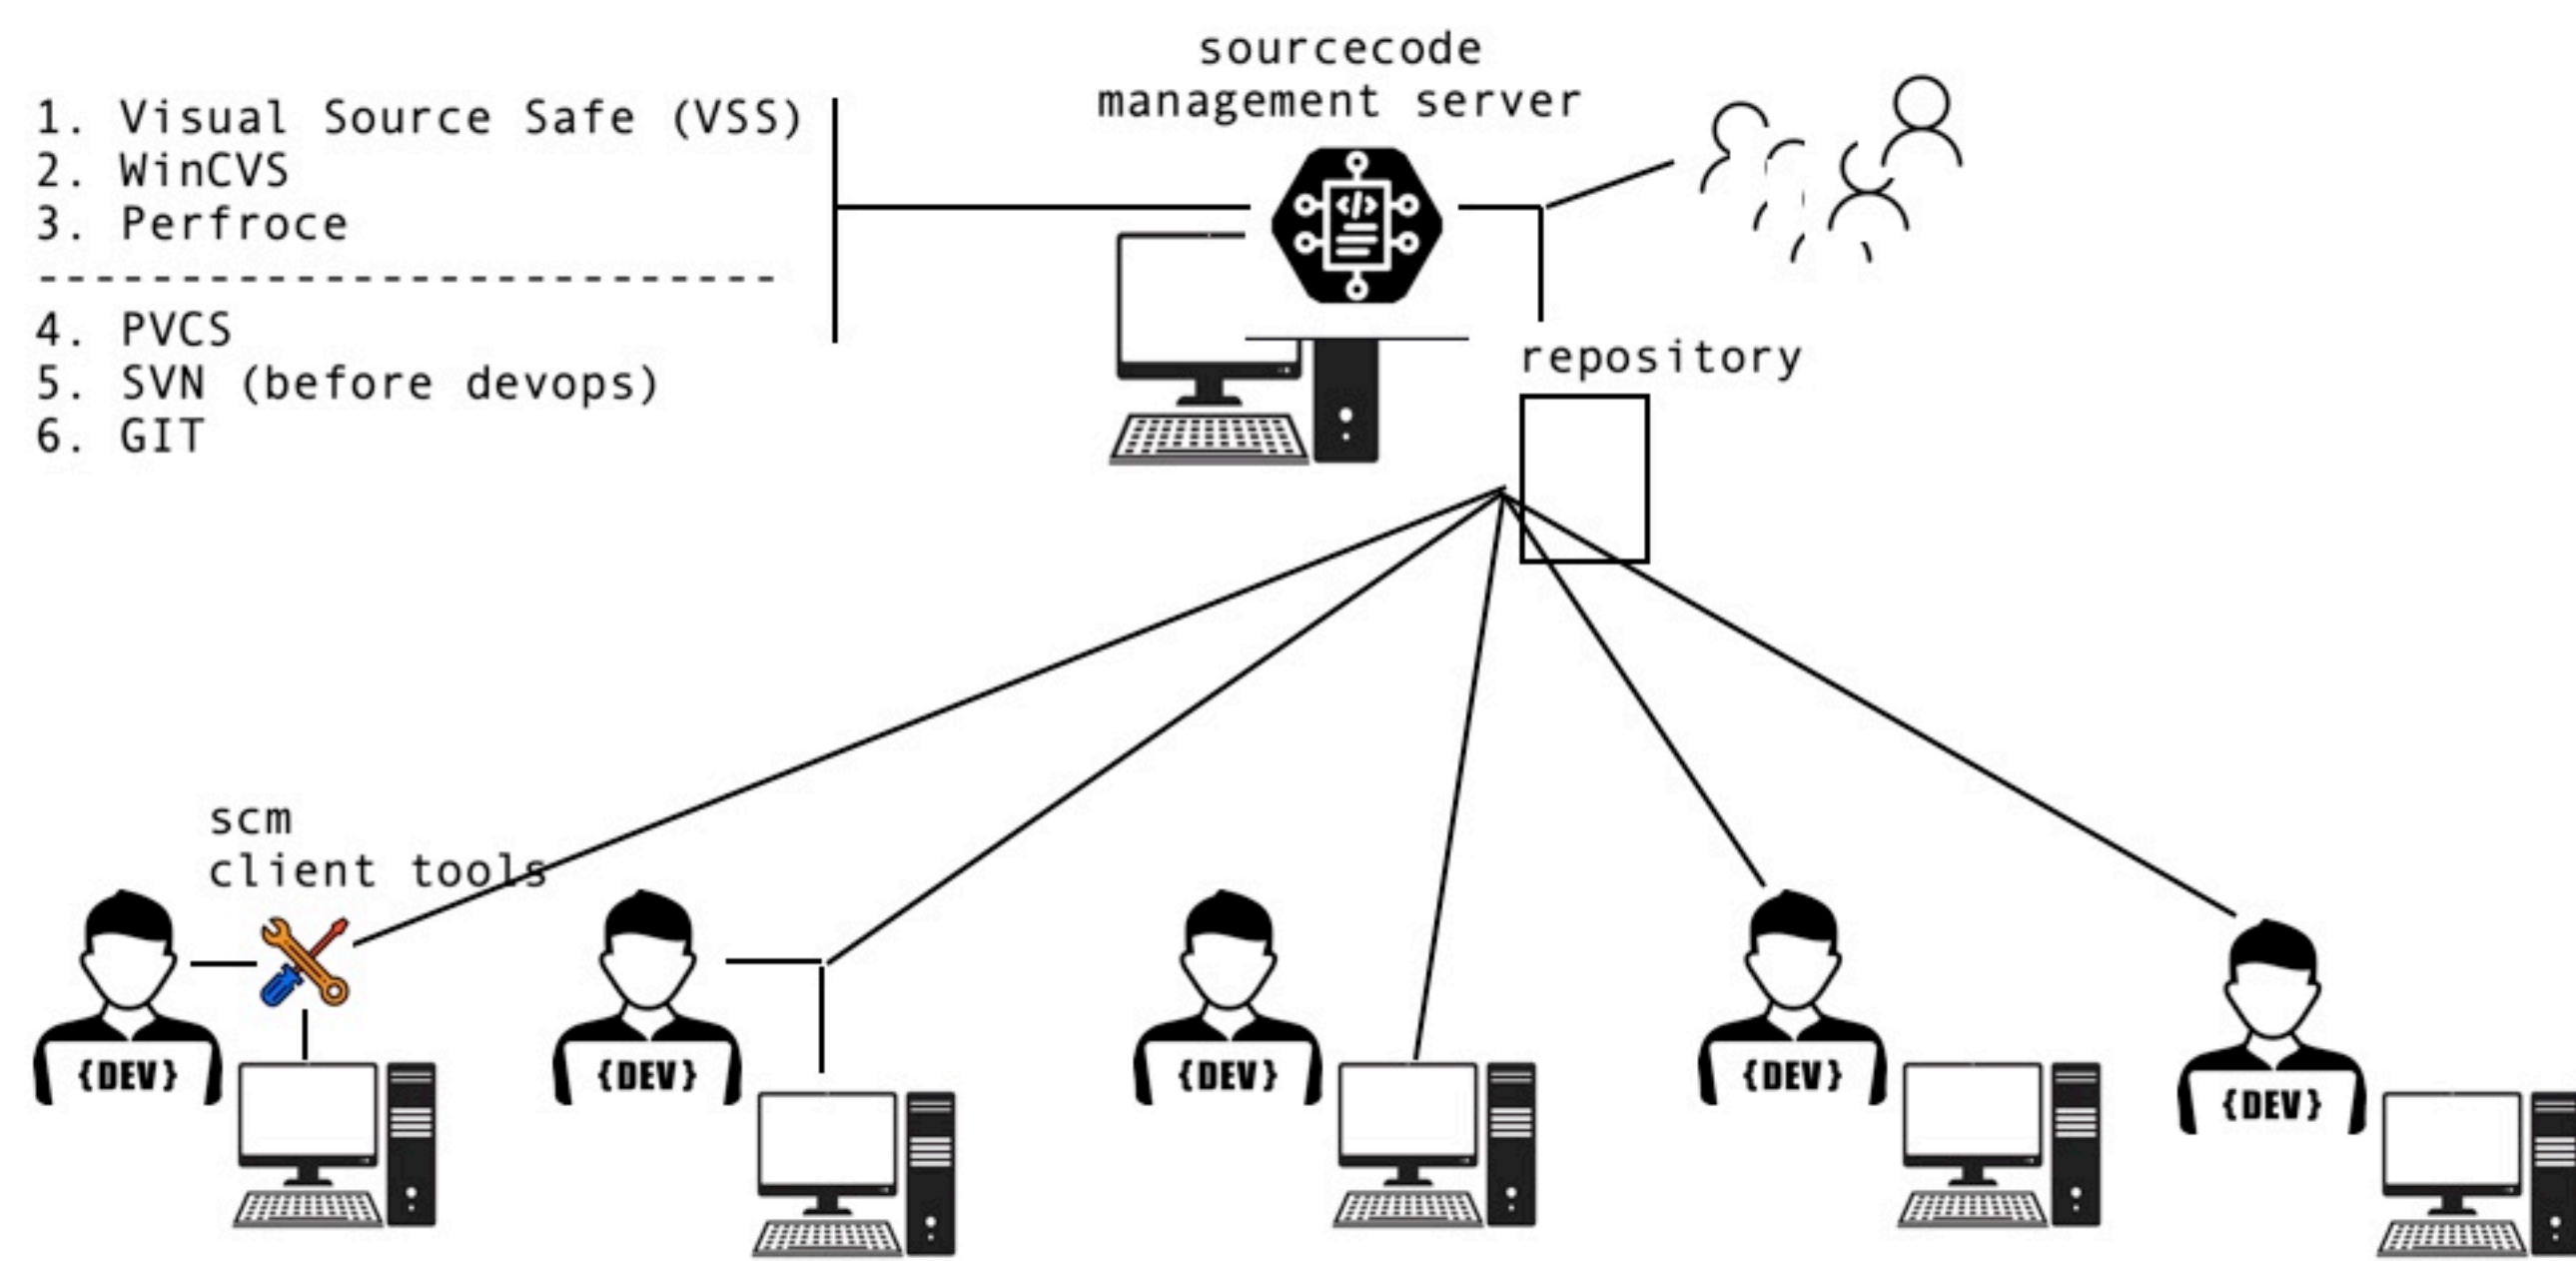 sourcecode
management server
1. Visual Source Safe (VSS)
2. WinCVS
3. Perfroce
--------------------------
4. PVCS
5. SVN (before devops)
6. GIT
repository
scm
client tools
{DEV}
{DEV}
{DEV}
{DEV}
{DEV}